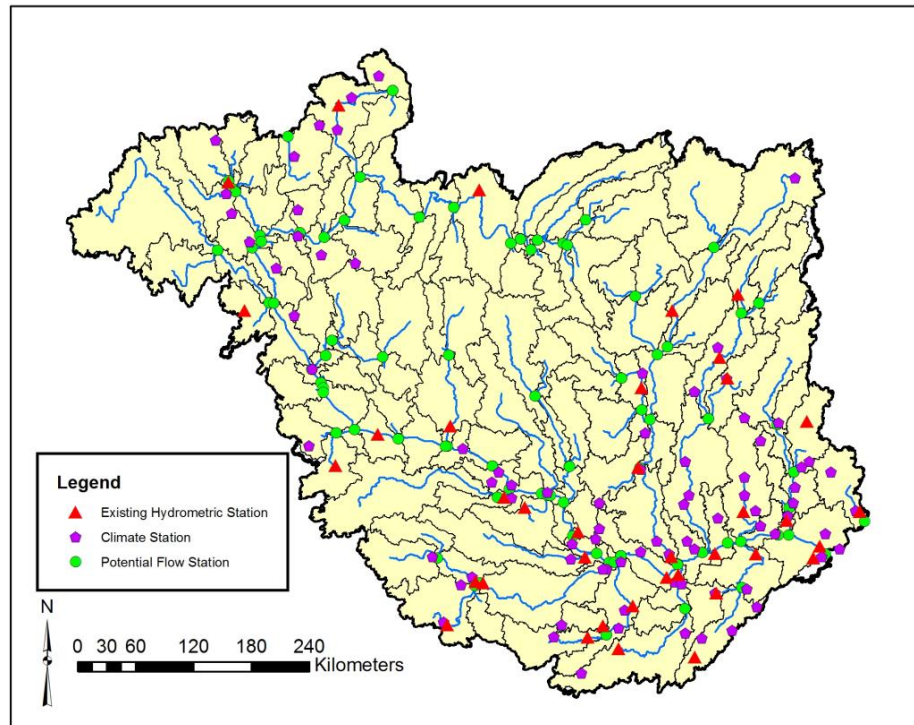 Legend
Existing Hydrometric Station
Climate Station
Potential Flow Station
N
0 30 60 120 180 240
Kilometers